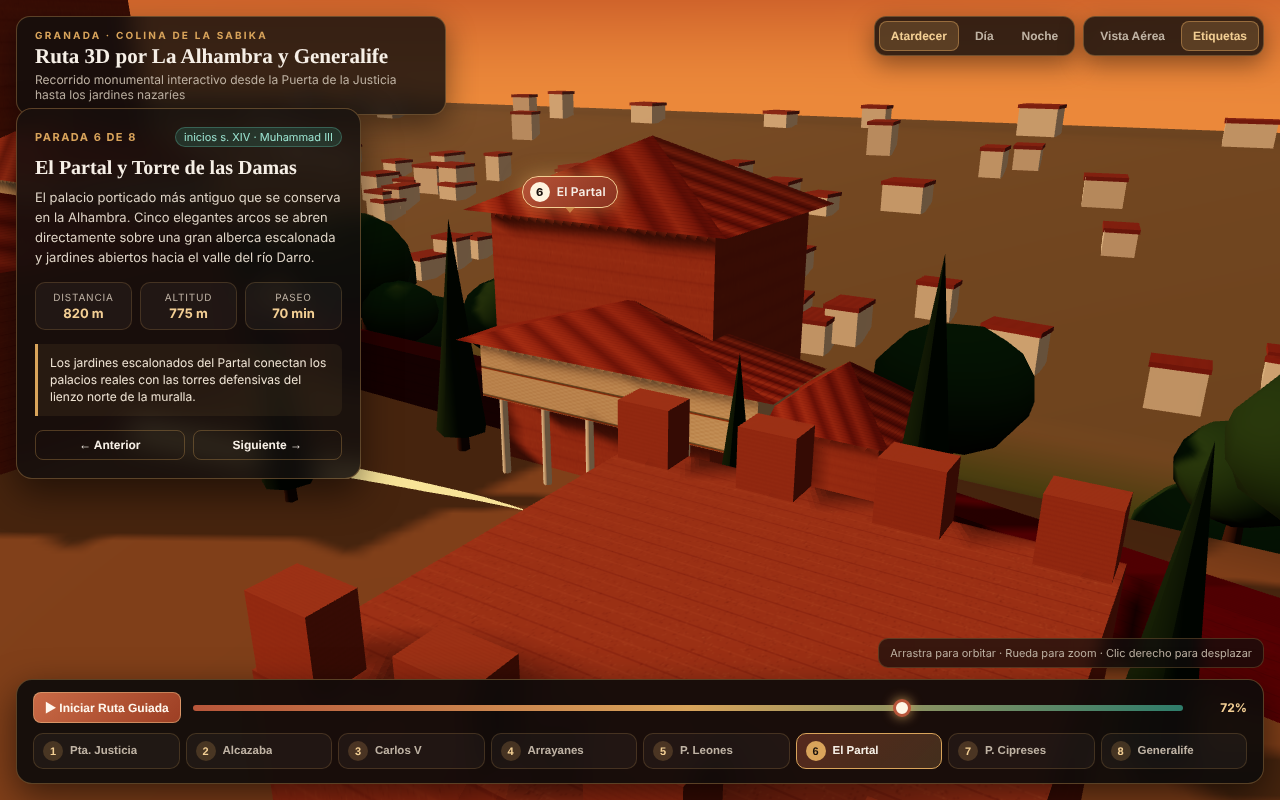 GRANADA · COLINA DE LA SABIKA
Ruta 3D por La Alhambra y Generalife
Recorrido monumental interactivo desde la Puerta de la Justicia
hasta los jardines nazaríes
Atardecer Día Noche Vista Aérea Etiquetas
PARADA 6 DE 8 inicios s. XIV · Muhammad III
El Partal y Torre de las Damas
El palacio porticado más antiguo que se conserva
en la Alhambra. Cinco elegantes arcos se abren
directamente sobre una gran alberca escalonada
y jardines abiertos hacia el valle del río Darro.
DISTANCIA ALTITUD PASEO
820 m 775 m 70 min
Los jardines escalonados del Partal conectan los
palacios reales con las torres defensivas del
lienzo norte de la muralla.
← Anterior Siguiente →
6 El Partal
Arrastra para orbitar · Rueda para zoom · Clic derecho para desplazar
▶ Iniciar Ruta Guiada 72%
1 Pta. Justicia 2 Alcazaba 3 Carlos V 4 Arrayanes 5 P. Leones 6 El Partal 7 P. Cipreses 8 Generalife